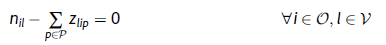 n_{il} − ∑_{p∈𝒫} z_{lip} = 0 ∀i ∈ 𝒪, l ∈ 𝒱